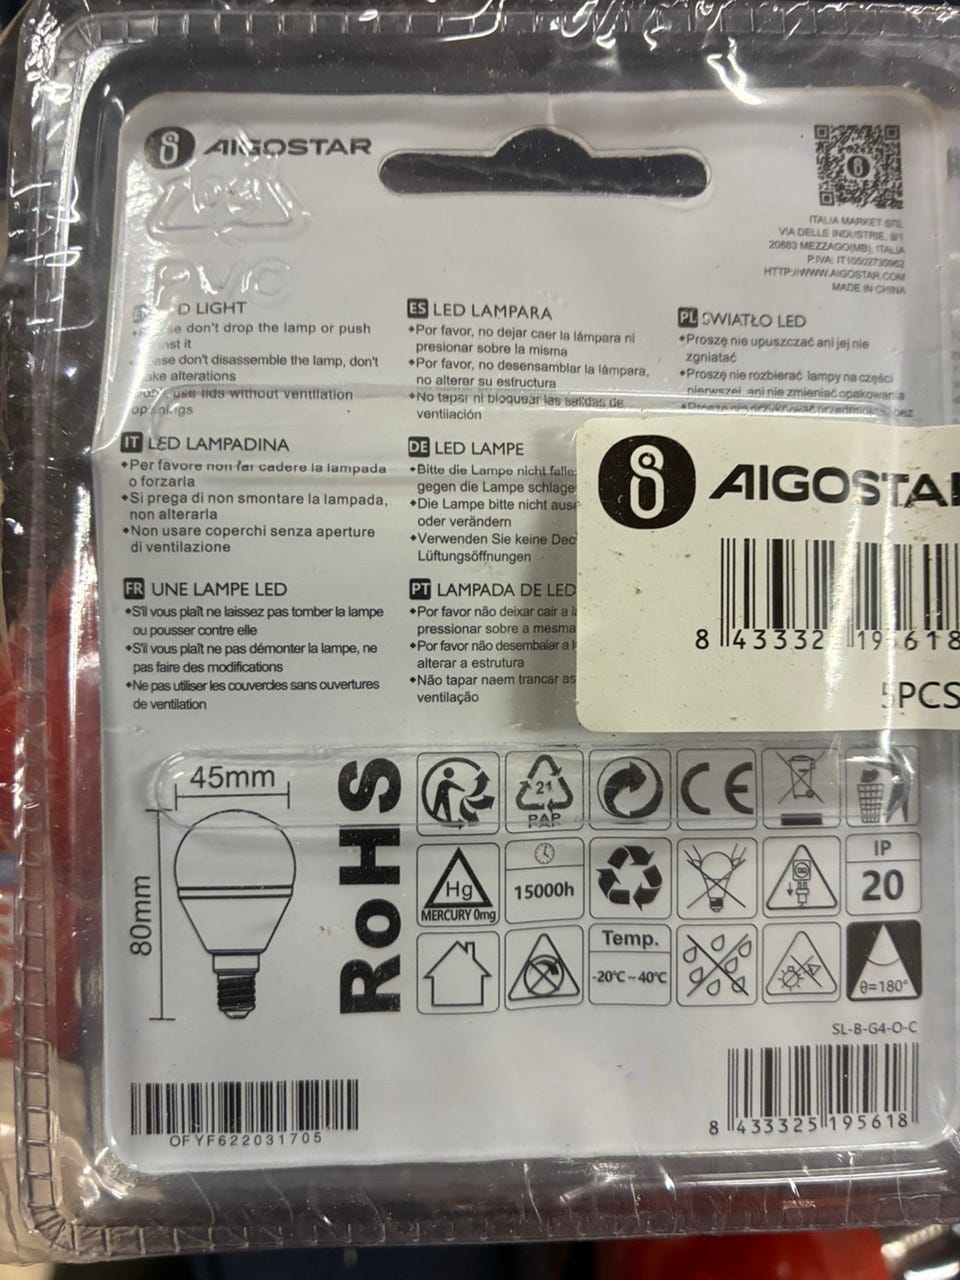 AIGOSTAR
PVC
ITALIA MARKET SRL
VIA DELLE INDUSTRIE, 9/1
20883 MEZZAGO(MB), ITALIA
P.IVA: IT10502730962
HTTP://WWW.AIGOSTAR.COM
MADE IN CHINA
D LIGHT
don't drop the lamp or push
it
don't disassemble the lamp, don't
alterations
use lids without ventilation
IT LED LAMPADINA
◆Per favore non far cadere la lampada
o forzarla
◆Si prega di non smontare la lampada,
non alterarla
◆Non usare coperchi senza aperture
di ventilazione
FR UNE LAMPE LED
◆S'il vous plaît ne laissez pas tomber la lampe
ou pousser contre elle
◆S'il vous plaît ne pas démonter la lampe, ne
pas faire des modifications
◆Ne pas utiliser les couvercles sans ouvertures
de ventilation
ES LED LAMPARA
◆Por favor, no dejar caer la lámpara ni
presionar sobre la misma
◆Por favor, no desensamblar la lámpara,
no alterar su estructura
◆No tapar ni bloquear las salidas de
ventilación
DE LED LAMPE
◆Bitte die Lampe nicht falle
gegen die Lampe schlage
◆Die Lampe bitte nicht ause
oder verändern
◆Verwenden Sie keine Dec
Lüftungsöffnungen
PT LAMPADA DE LED
◆Por favor não deixar cair a
pressionar sobre a mesma
◆Por favor não desembalar a
alterar a estrutura
◆Não tapar naem trancar as
ventilação
PL ŚWIATŁO LED
◆Proszę nie upuszczać ani jej nie
zgniatać
◆Proszę nie rozbierać lampy na części
pierwszej, ani nie zmieniać opakowania
◆Proszę nie przykrywać przedmiotu bez
AIGOSTA
8 433325 195618
5PCS
45mm
80mm
RoHS
21
PAP
CE
Hg
MERCURY 0mg
15000h
IP
20
Temp.
-20°C~40°C
θ=180°
SL-B-G4-O-C
OFYF622031705
8 433325 195618